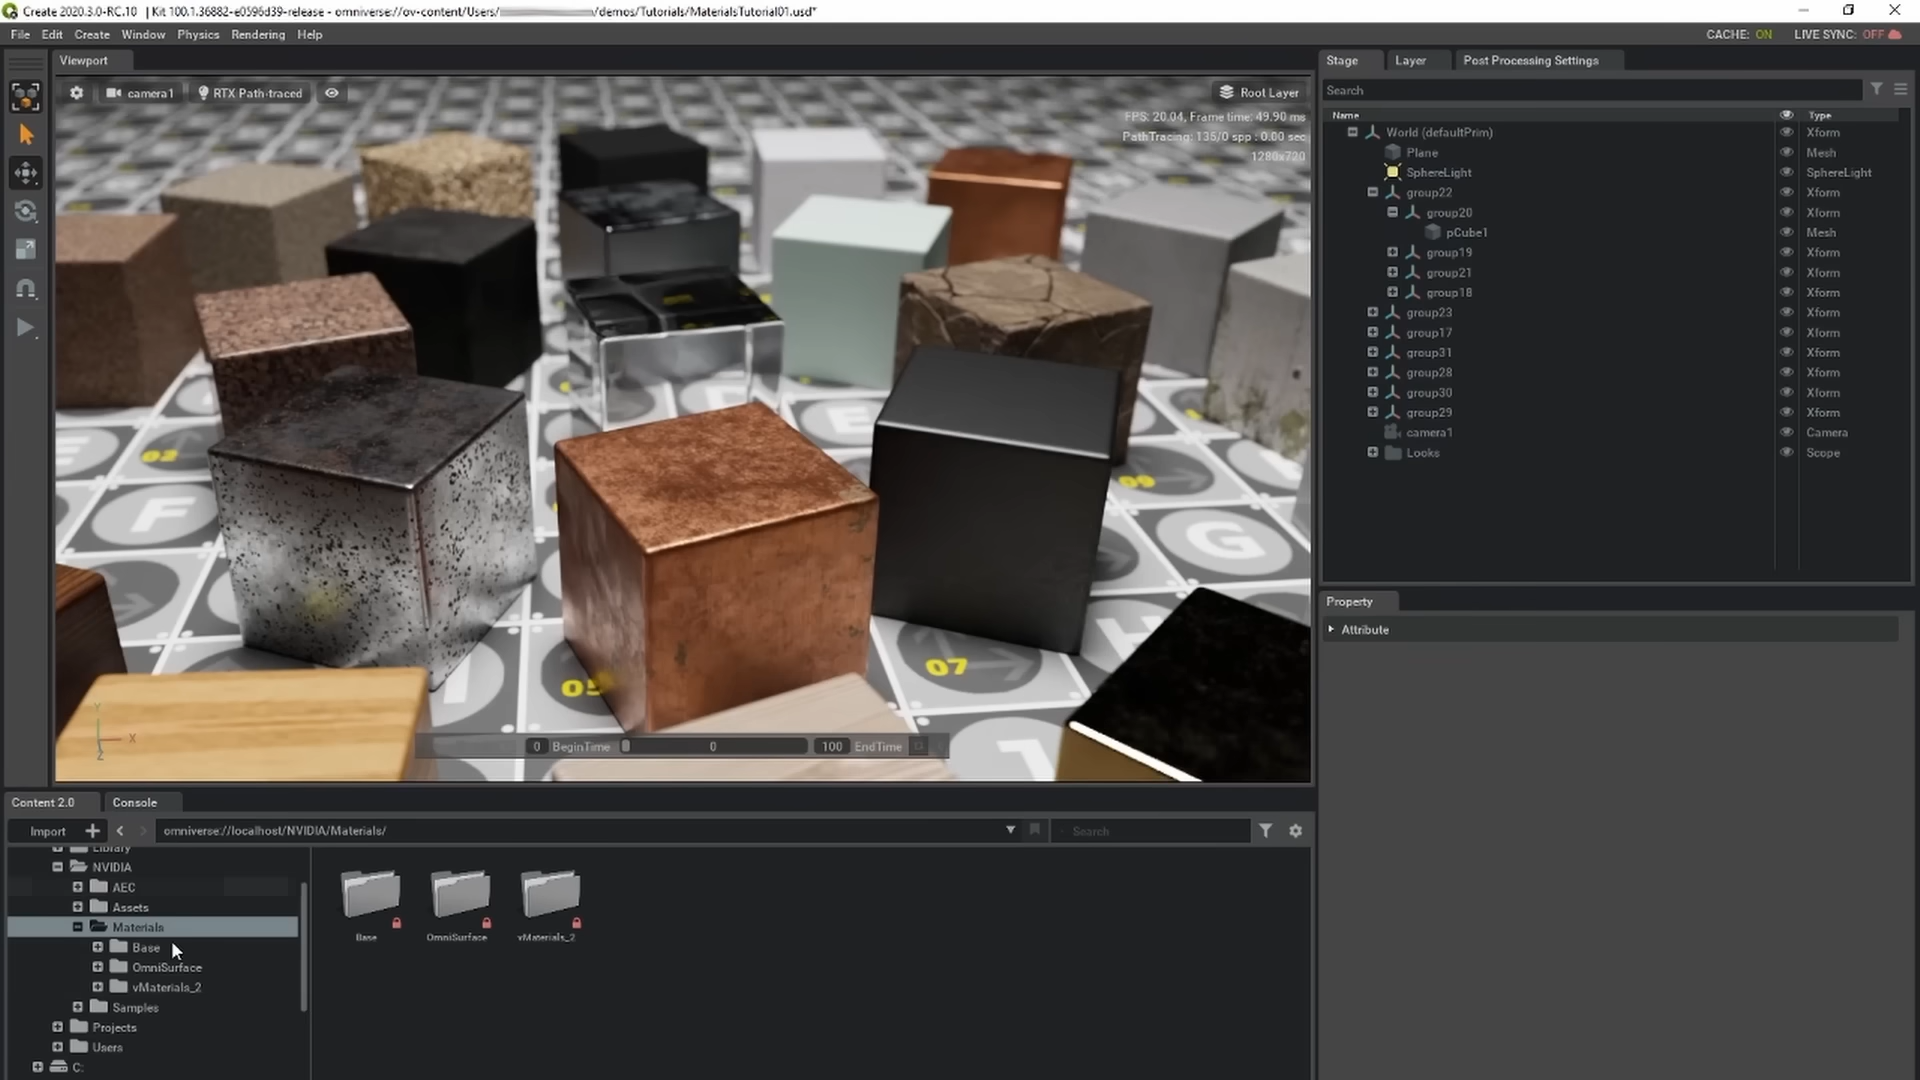 Create 2020.3.0-RC.10 | Kit 100.1.36882-e0596d39-release - omniverse://ov-content/Users/ /demos/Tutorials/MaterialsTutorial01.usd*
File Edit Create Window Physics Rendering Help
CACHE: ON LIVE SYNC: OFF
Viewport
camera1 RTX Path-traced
Root Layer
FPS: 20.04, Frame time: 49.90 ms
PathTracing: 135/0 spp : 0.00 sec
1280x720
02
09
F
E
G
05
07
Y
X
Z
0 BeginTime 0 100 EndTime
Stage Layer Post Processing Settings
Search
Name Type
World (defaultPrim) Xform
Plane Mesh
SphereLight SphereLight
group22 Xform
group20 Xform
pCube1 Mesh
group19 Xform
group21 Xform
group18 Xform
group23 Xform
group17 Xform
group31 Xform
group28 Xform
group30 Xform
group29 Xform
camera1 Camera
Looks Scope
Property
Attribute
Content 2.0 Console
Import omniverse://localhost/NVIDIA/Materials/ Search
Library
NVIDIA
AEC
Assets
Materials
Base
OmniSurface
vMaterials_2
Samples
Projects
Users
C:
Base OmniSurface vMaterials_2